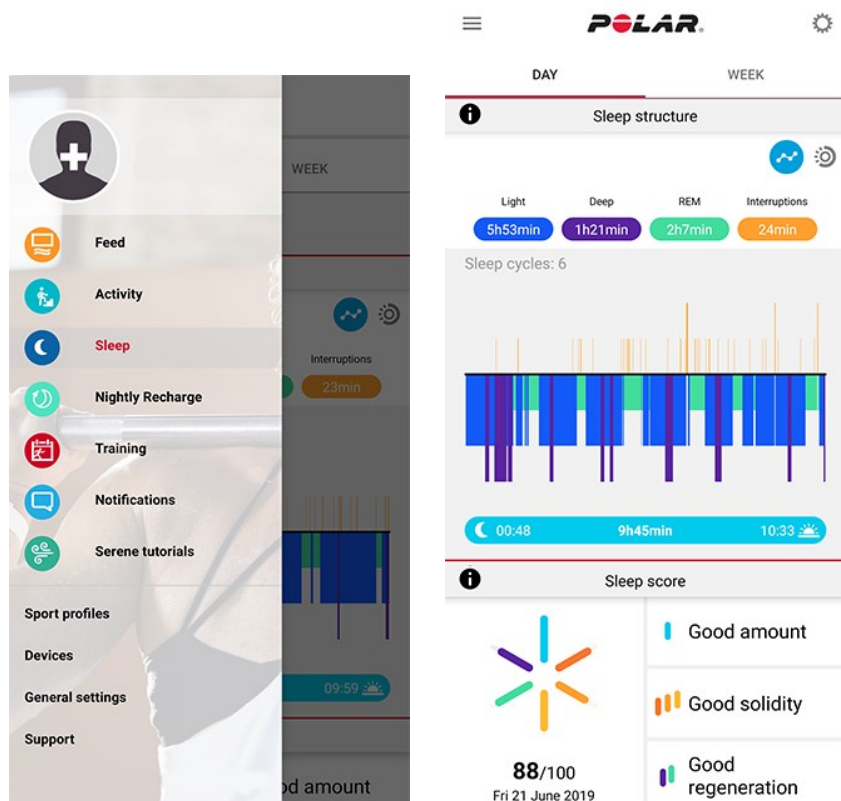 WEEK
Feed
Activity
Sleep
Interruptions
23min
Nightly Recharge
Training
Notifications
Serene tutorials
Sport profiles
Devices
General settings
09:59
Support
od amount
POLAR
DAY WEEK
Sleep structure
Light Deep REM Interruptions
5h53min 1h21min 2h7min 24min
Sleep cycles: 6
00:48 9h45min 10:33
Sleep score
Good amount
Good solidity
Good
regeneration
88/100
Fri 21 June 2019